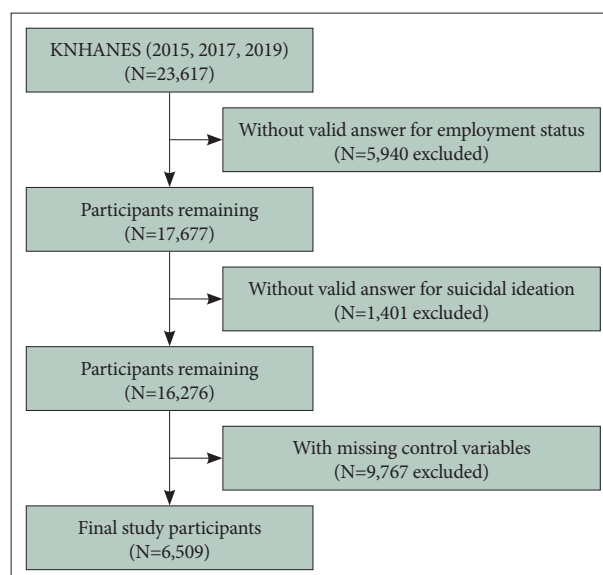 KNHANES (2015, 2017, 2019)
(N=23,617)
Without valid answer for employment status
(N=5,940 excluded)
Participants remaining
(N=17,677)
Without valid answer for suicidal ideation
(N=1,401 excluded)
Participants remaining
(N=16,276)
With missing control variables
(N=9,767 excluded)
Final study participants
(N=6,509)